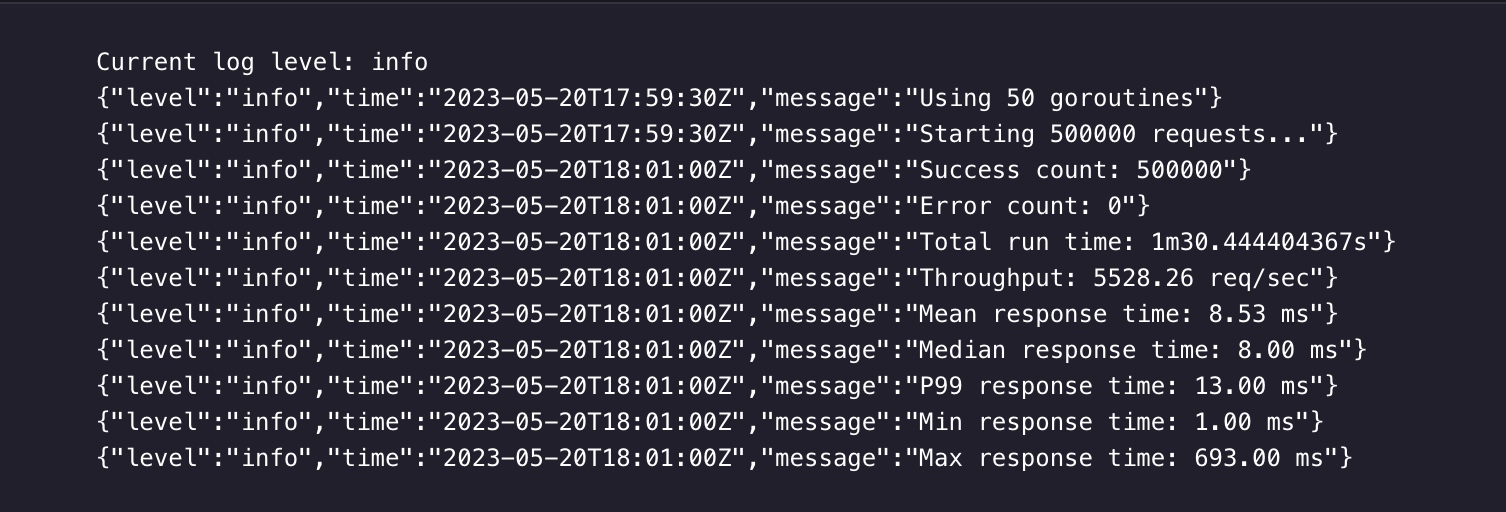 Current log level: info
{"level":"info","time":"2023-05-20T17:59:30Z","message":"Using 50 goroutines"}
{"level":"info","time":"2023-05-20T17:59:30Z","message":"Starting 500000 requests..."}
{"level":"info","time":"2023-05-20T18:01:00Z","message":"Success count: 500000"}
{"level":"info","time":"2023-05-20T18:01:00Z","message":"Error count: 0"}
{"level":"info","time":"2023-05-20T18:01:00Z","message":"Total run time: 1m30.444404367s"}
{"level":"info","time":"2023-05-20T18:01:00Z","message":"Throughput: 5528.26 req/sec"}
{"level":"info","time":"2023-05-20T18:01:00Z","message":"Mean response time: 8.53 ms"}
{"level":"info","time":"2023-05-20T18:01:00Z","message":"Median response time: 8.00 ms"}
{"level":"info","time":"2023-05-20T18:01:00Z","message":"P99 response time: 13.00 ms"}
{"level":"info","time":"2023-05-20T18:01:00Z","message":"Min response time: 1.00 ms"}
{"level":"info","time":"2023-05-20T18:01:00Z","message":"Max response time: 693.00 ms"}